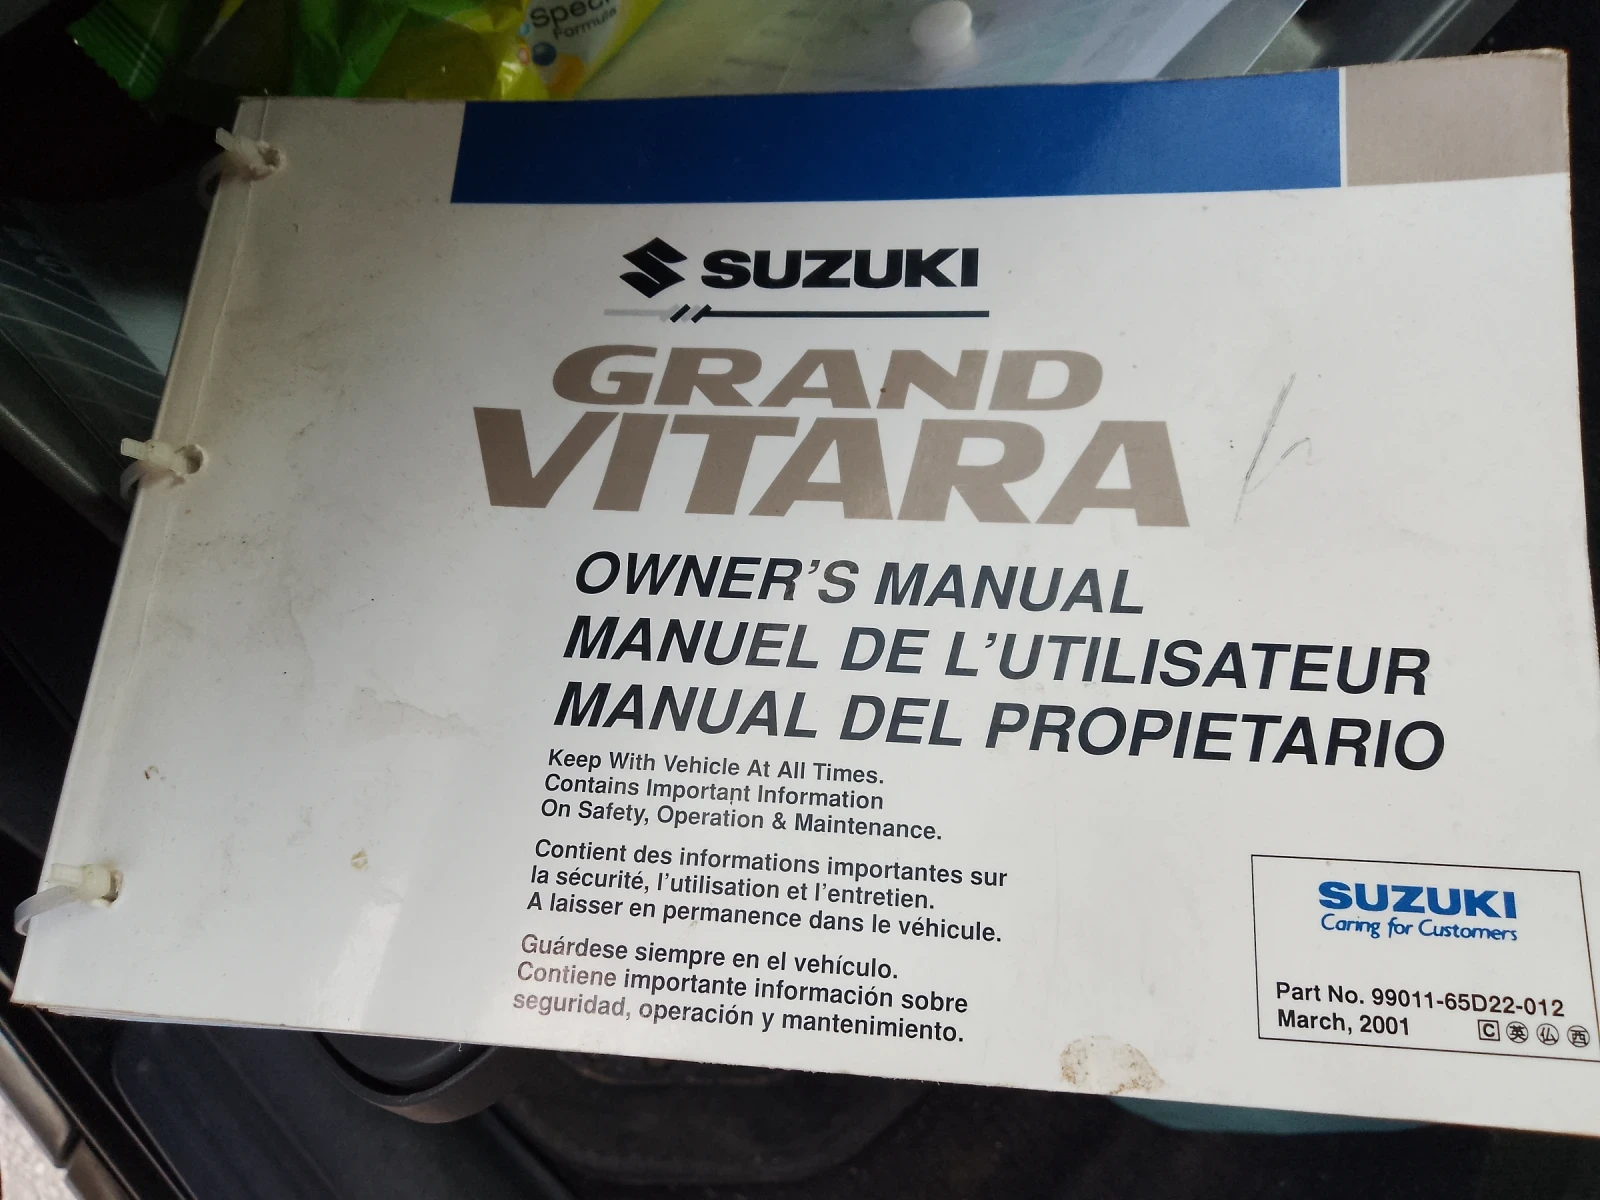 Speci
Formula
SUZUKI
GRAND
VITARA
OWNER'S MANUAL
MANUEL DE L'UTILISATEUR
MANUAL DEL PROPIETARIO
Keep With Vehicle At All Times.
Contains Important Information
On Safety, Operation & Maintenance.
Contient des informations importantes sur
la sécurité, l'utilisation et l'entretien.
A laisser en permanence dans le véhicule.
Guárdese siempre en el vehículo.
Contiene importante información sobre
seguridad, operación y mantenimiento.
SUZUKI
Caring for Customers
Part No. 99011-65D22-012
March, 2001 C 英 仏 西